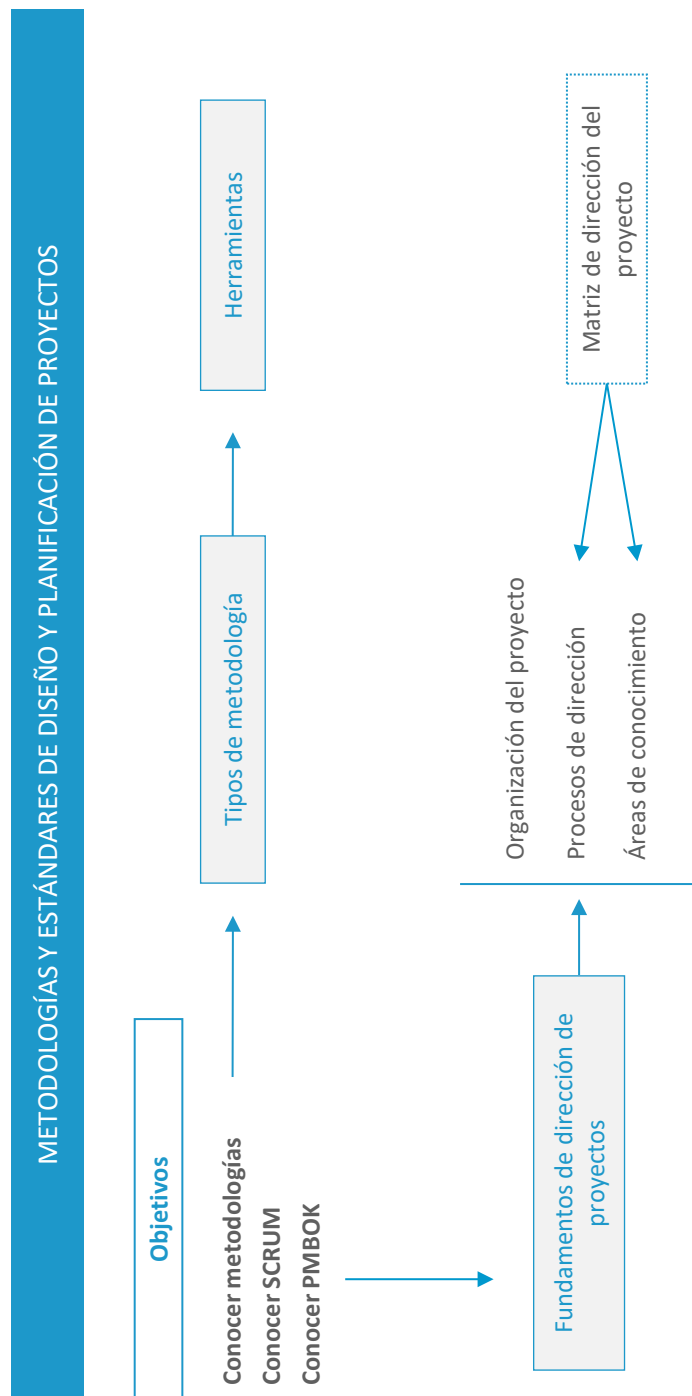 METODOLOGÍAS Y ESTÁNDARES DE DISEÑO Y PLANIFICACIÓN DE PROYECTOS
Objetivos
Conocer metodologías
Conocer SCRUM
Conocer PMBOK
Tipos de metodología
Herramientas
Fundamentos de dirección de
proyectos
Organización del proyecto
Procesos de dirección
Áreas de conocimiento
Matriz de dirección del
proyecto